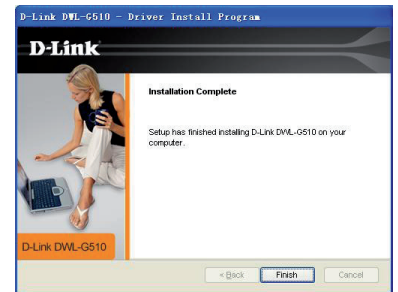 D-Link DWL-G510 - Driver Install Program
D-Link
Installation Complete
Setup has finished installing D-Link DWL-G510 on your
computer.
D-Link DWL-G510
< Back Finish Cancel